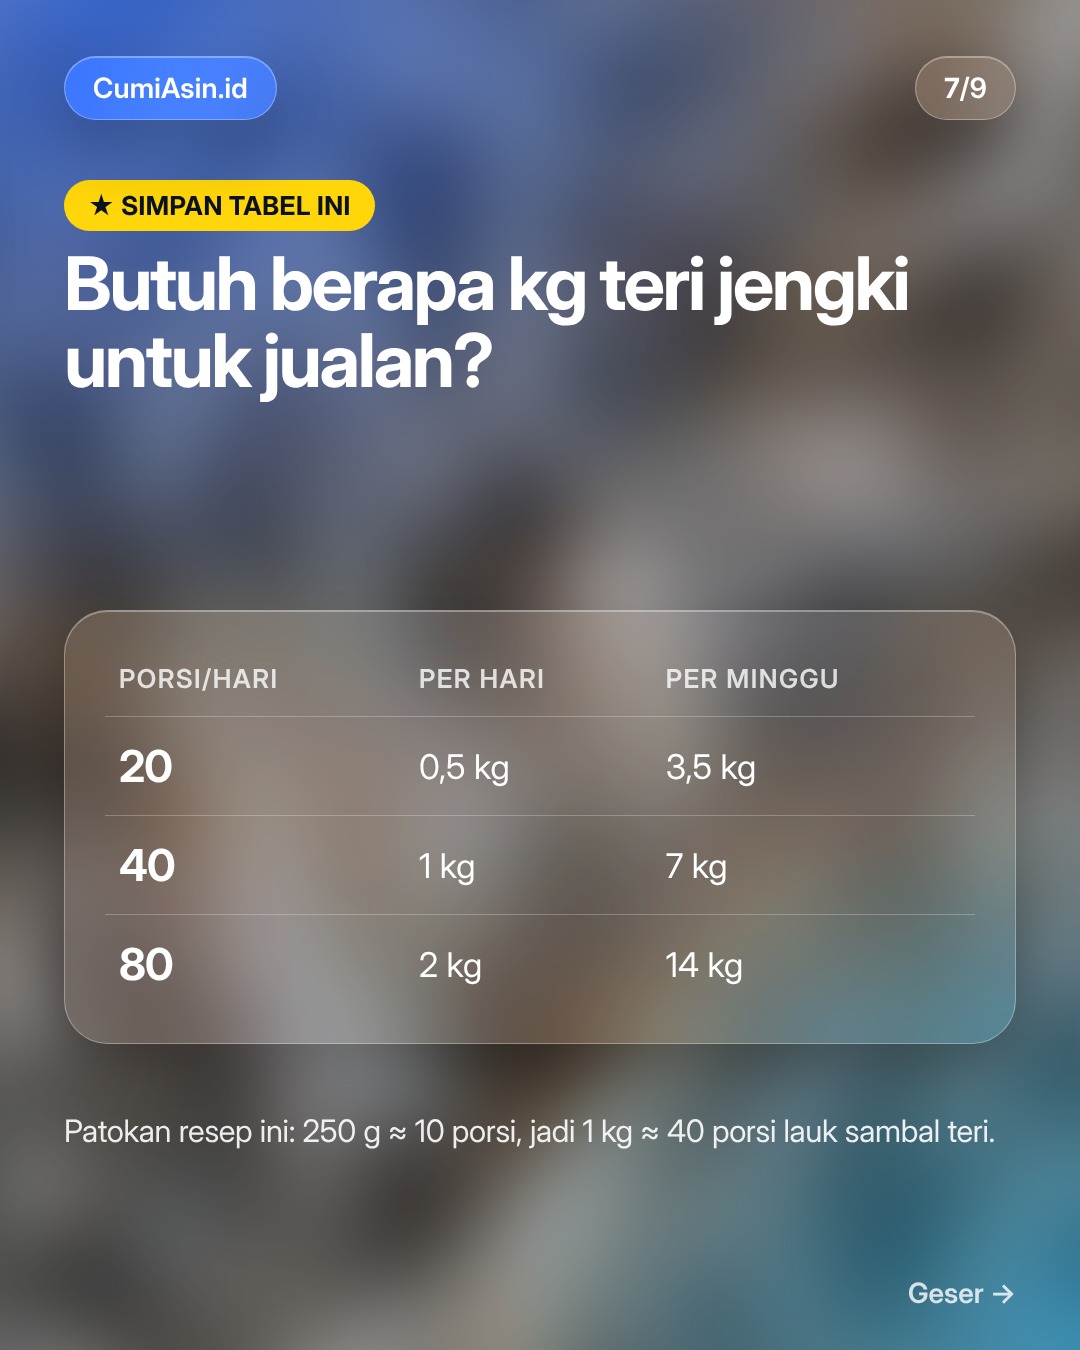 CumiAsin.id
7/9
★ SIMPAN TABEL INI
Butuh berapa kg teri jengki
untuk jualan?
PORSI/HARI PER HARI PER MINGGU
20 0,5 kg 3,5 kg
40 1 kg 7 kg
80 2 kg 14 kg
Patokan resep ini: 250 g ≈ 10 porsi, jadi 1 kg ≈ 40 porsi lauk sambal teri.
Geser →